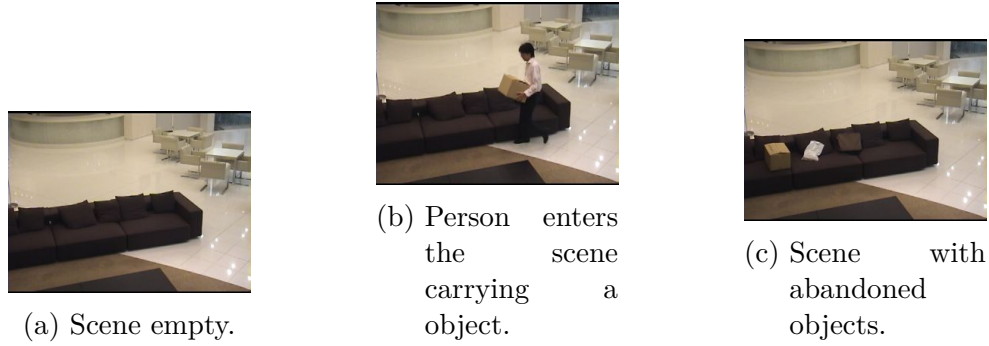 (a) Scene empty.
(b) Person enters
the scene
carrying a
object.
(c) Scene with
abandoned
objects.